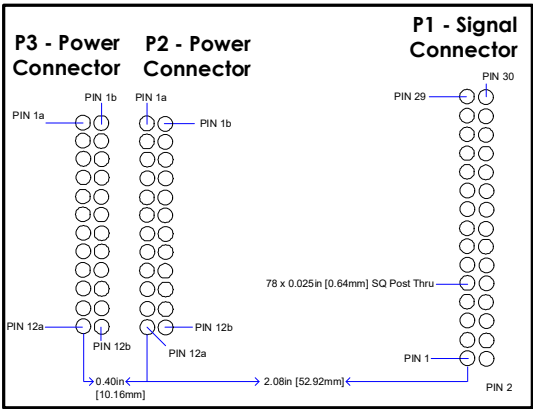 P3 - Power
Connector
P2 - Power
Connector
P1 - Signal
Connector
PIN 30
PIN 29
PIN 1b
PIN 1a
PIN 1a
PIN 1b
78 x 0.025in [0.64mm] SQ Post Thru
PIN 12a
PIN 12b
PIN 12b
PIN 12a
PIN 1
PIN 2
0.40in
[10.16mm]
2.08in [52.92mm]